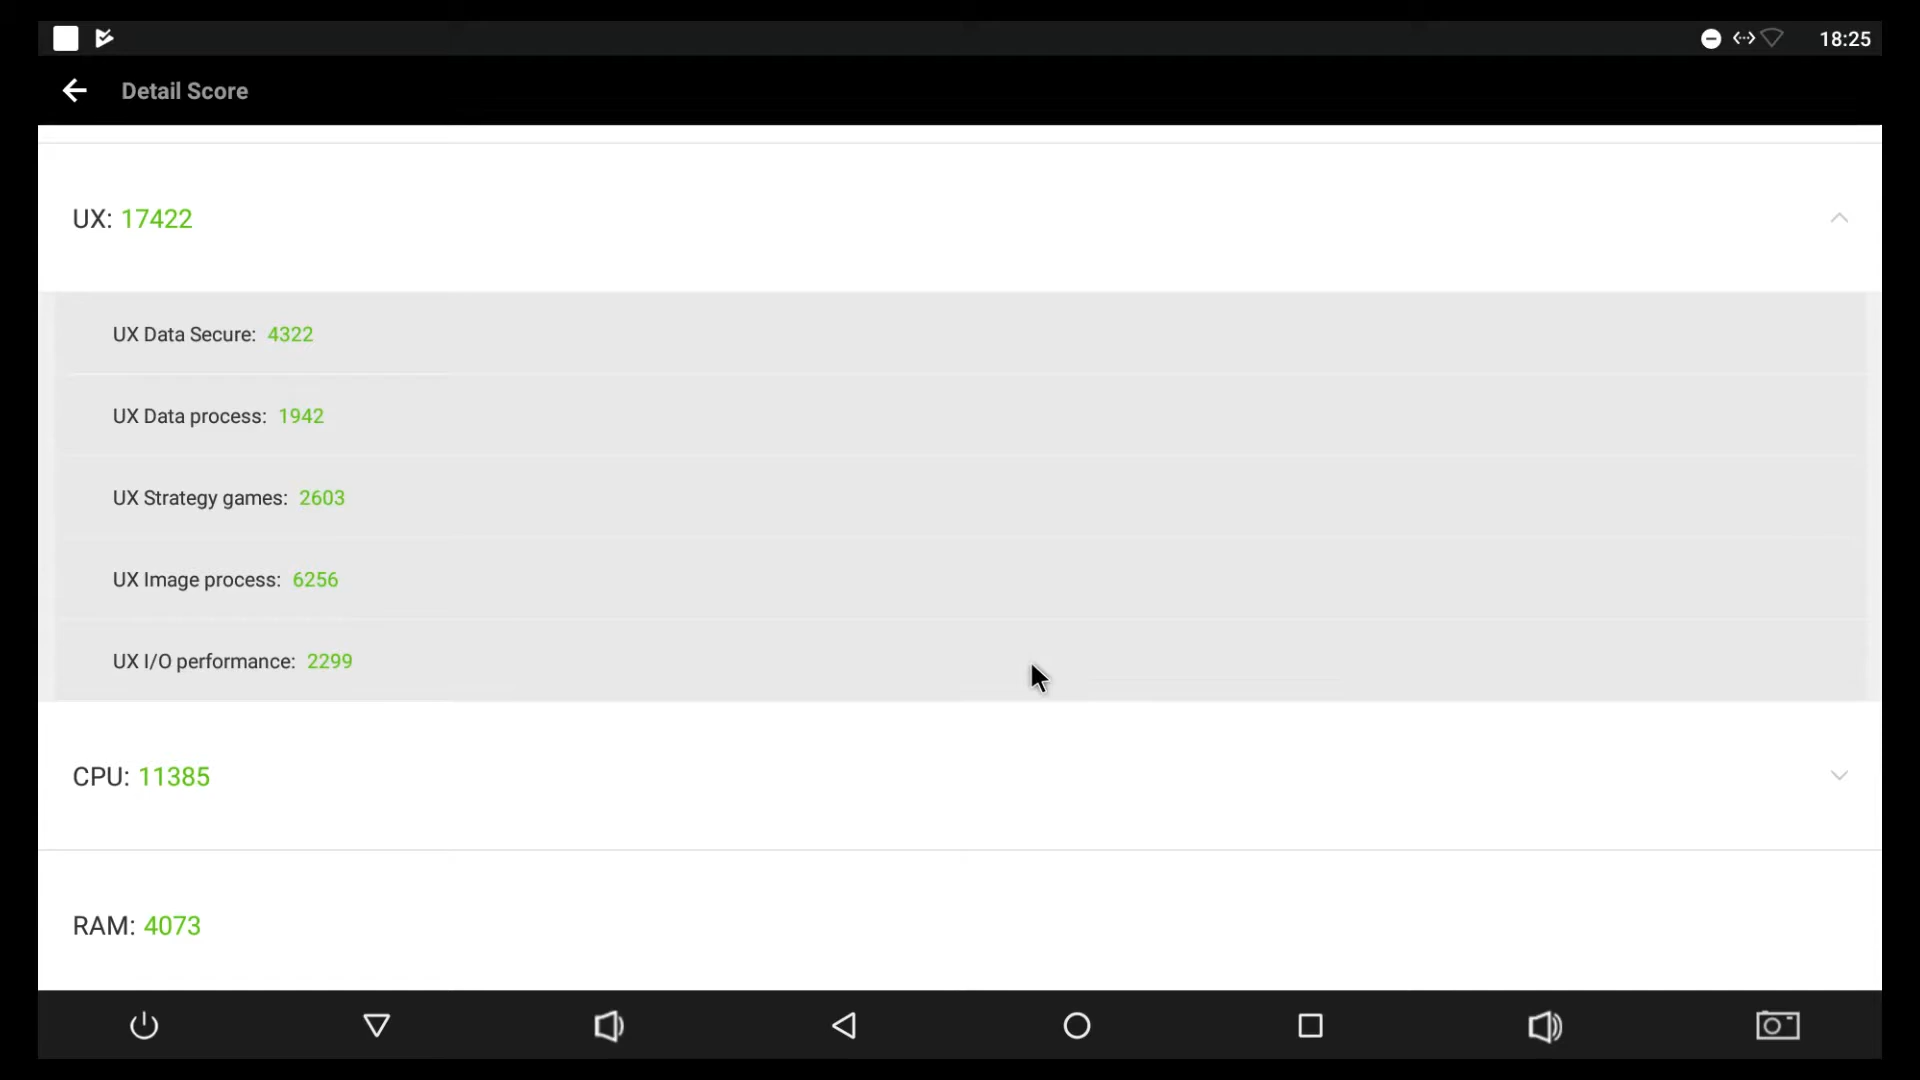 18:25
Detail Score
UX: 17422
UX Data Secure: 4322
UX Data process: 1942
UX Strategy games: 2603
UX Image process: 6256
UX I/O performance: 2299
CPU: 11385
RAM: 4073